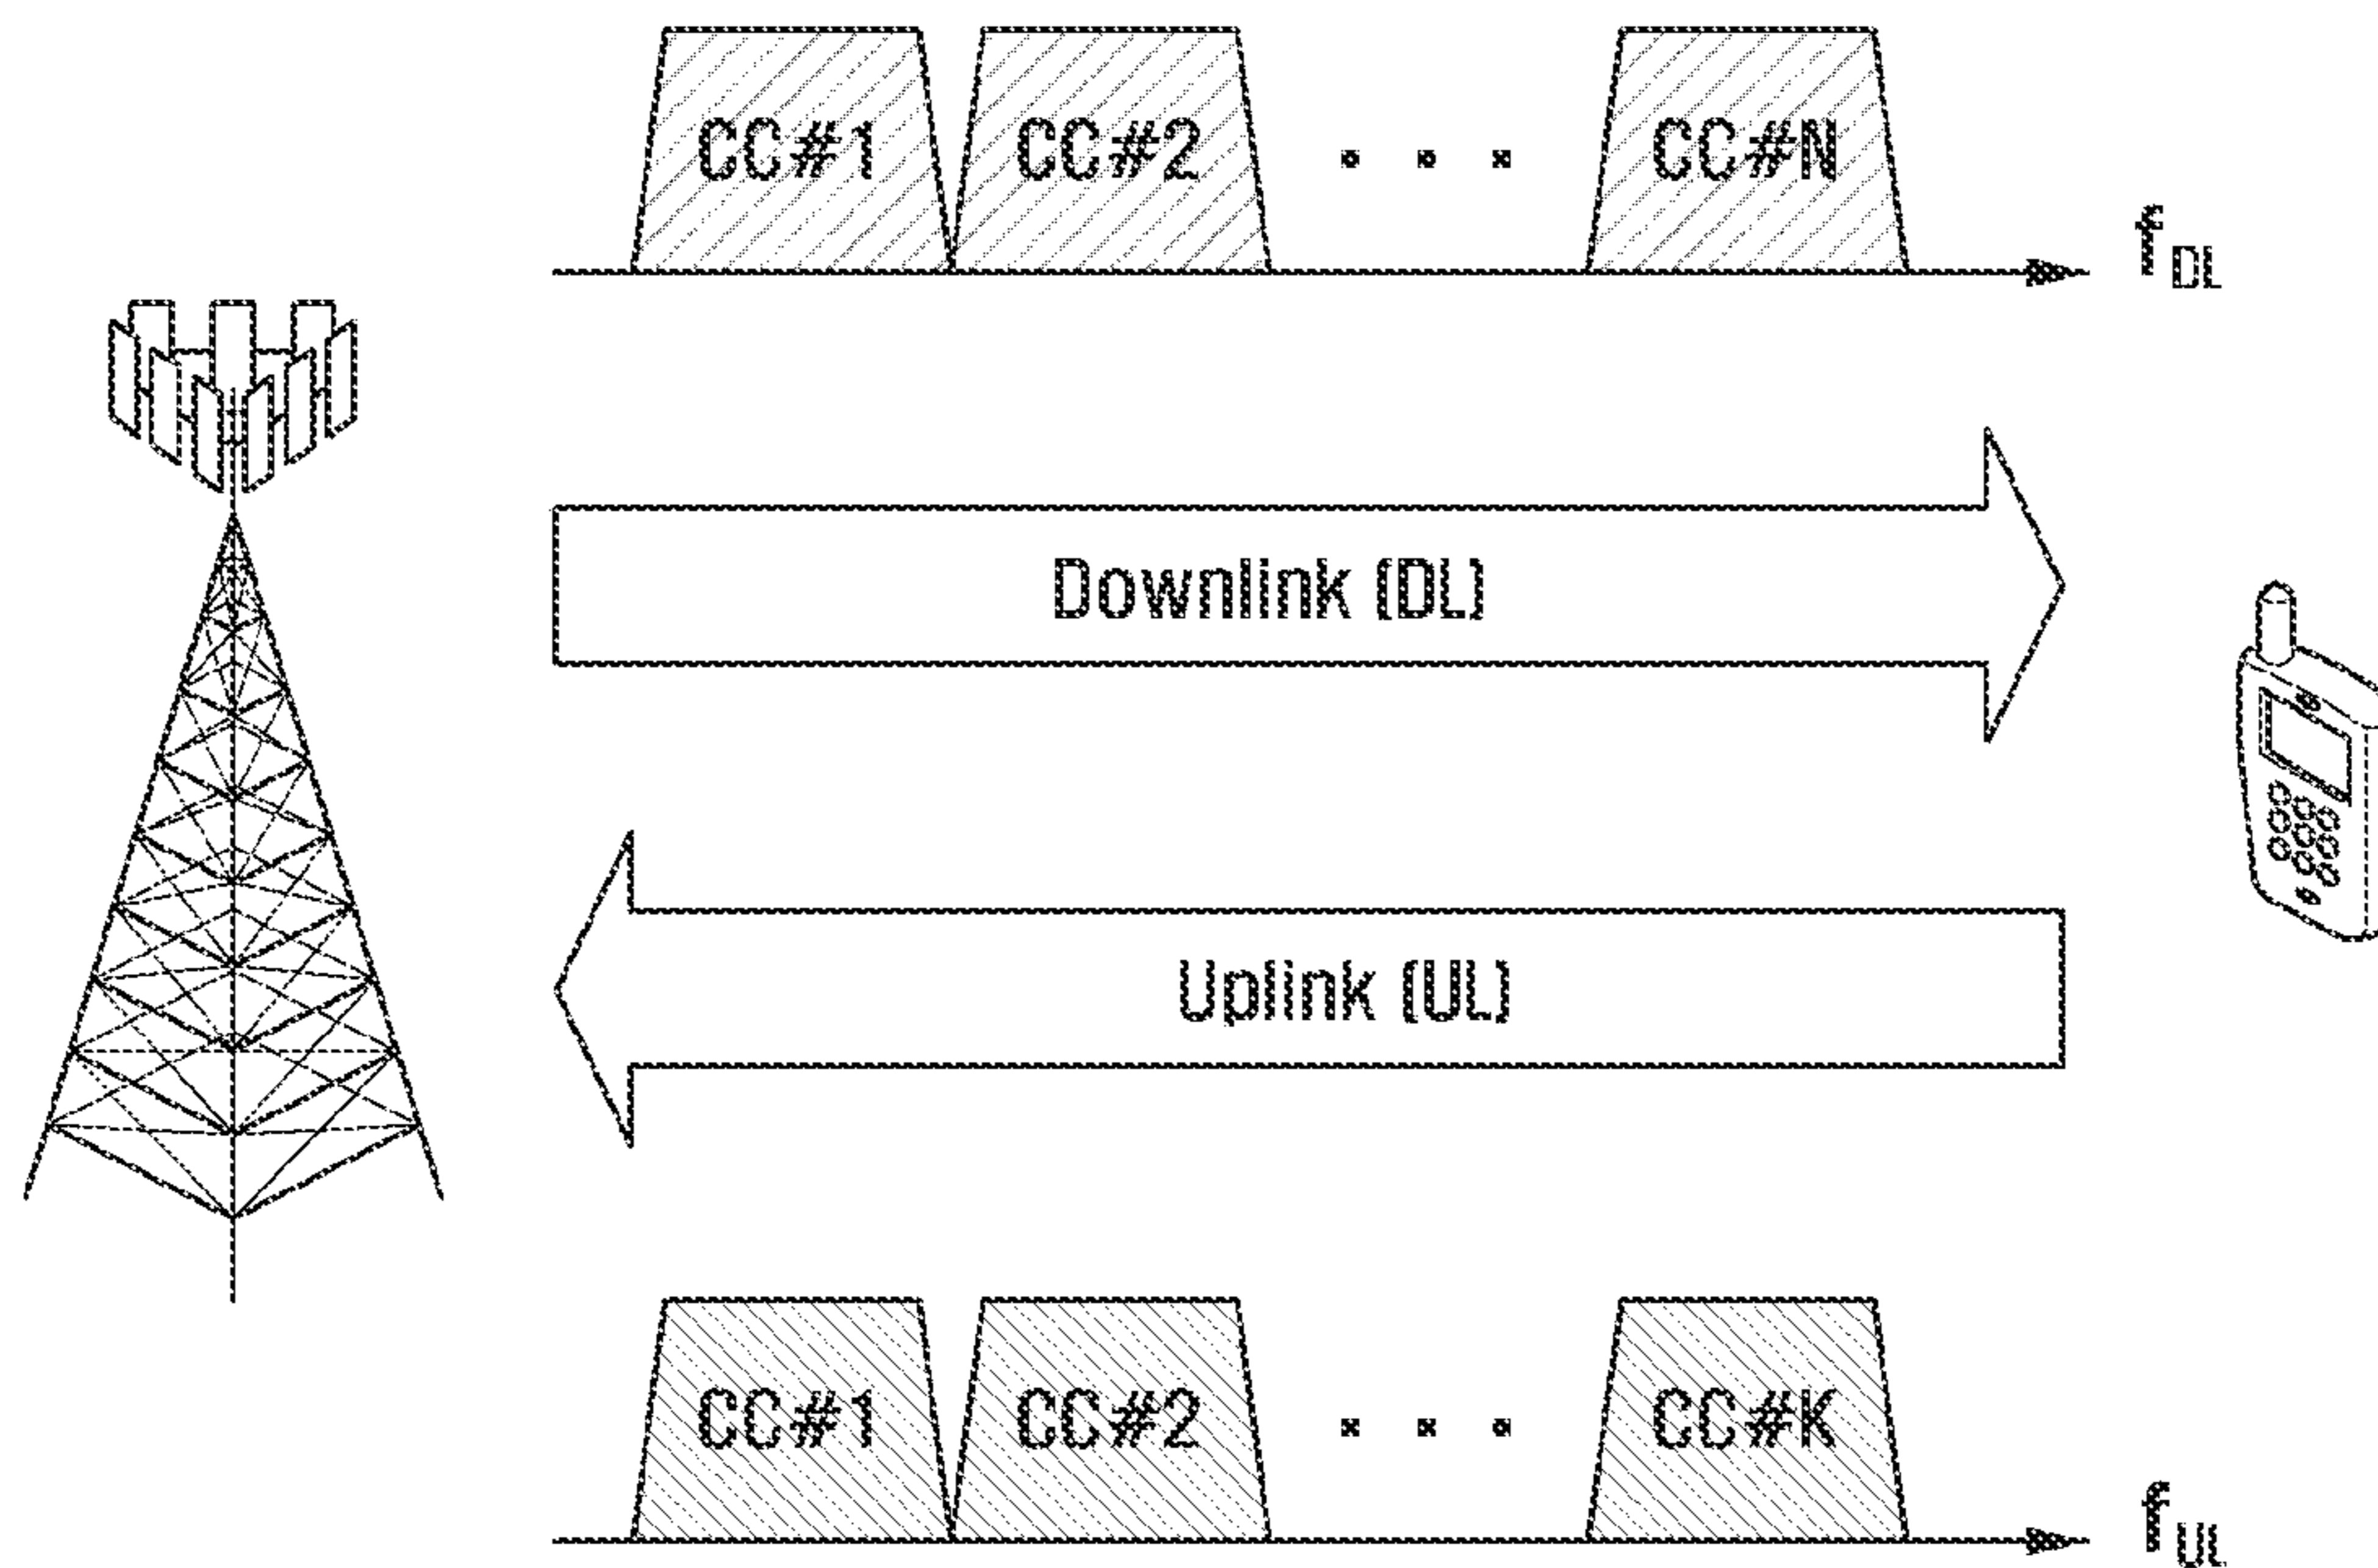 CC#1 CC#2 . . . CC#N
f DL
Downlink (DL)
Uplink (UL)
CC#1 CC#2 . . . CC#K
f UL